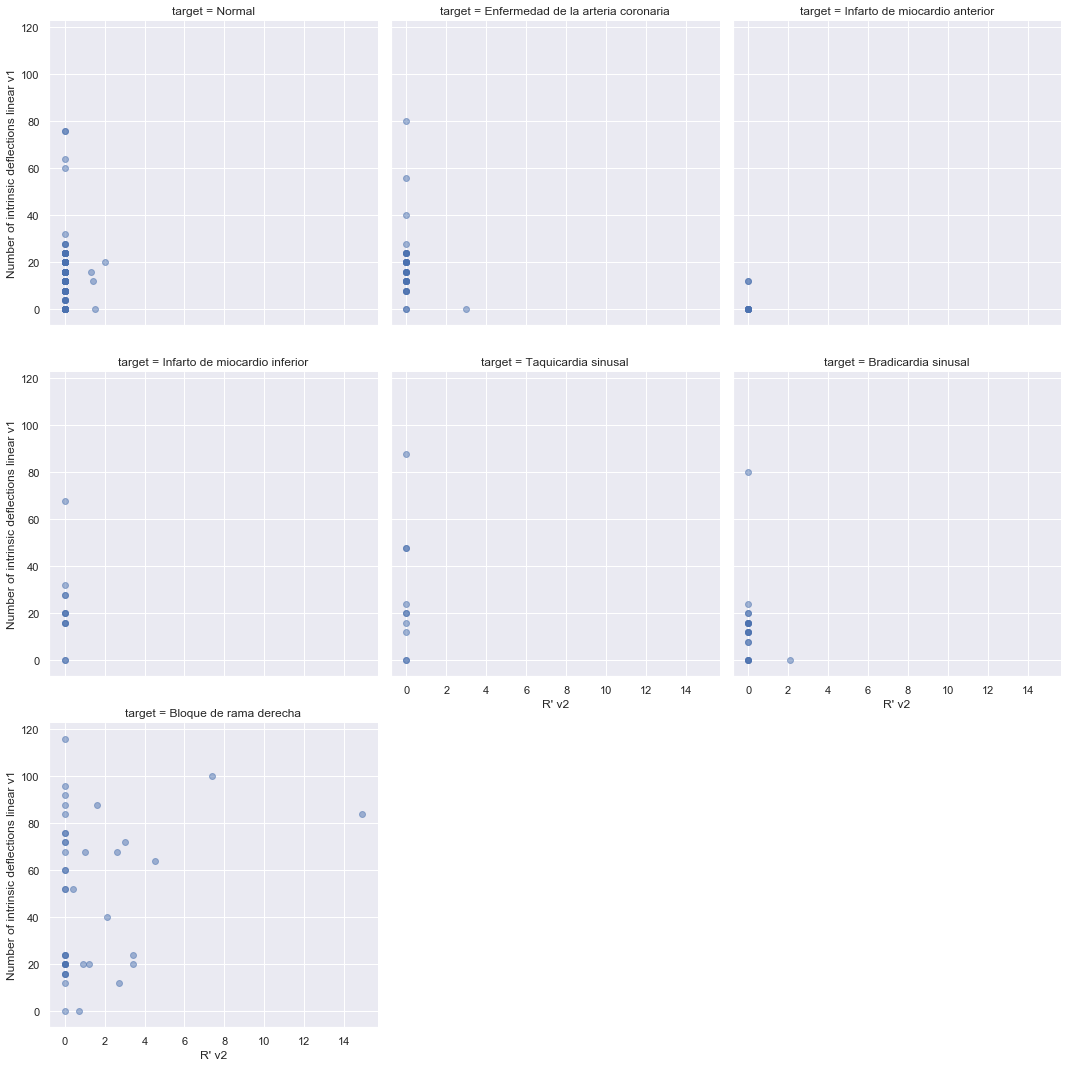 target = Normal
target = Enfermedad de la arteria coronaria
target = Infarto de miocardio anterior
120
100
80
60
40
20
0
Number of intrinsic deflections linear v1
target = Infarto de miocardio inferior
target = Taquicardia sinusal
target = Bradicardia sinusal
120
100
80
60
40
20
0
Number of intrinsic deflections linear v1
0 2 4 6 8 10 12 14
R' v2
0 2 4 6 8 10 12 14
R' v2
target = Bloque de rama derecha
120
100
80
60
40
20
0
Number of intrinsic deflections linear v1
0 2 4 6 8 10 12 14
R' v2